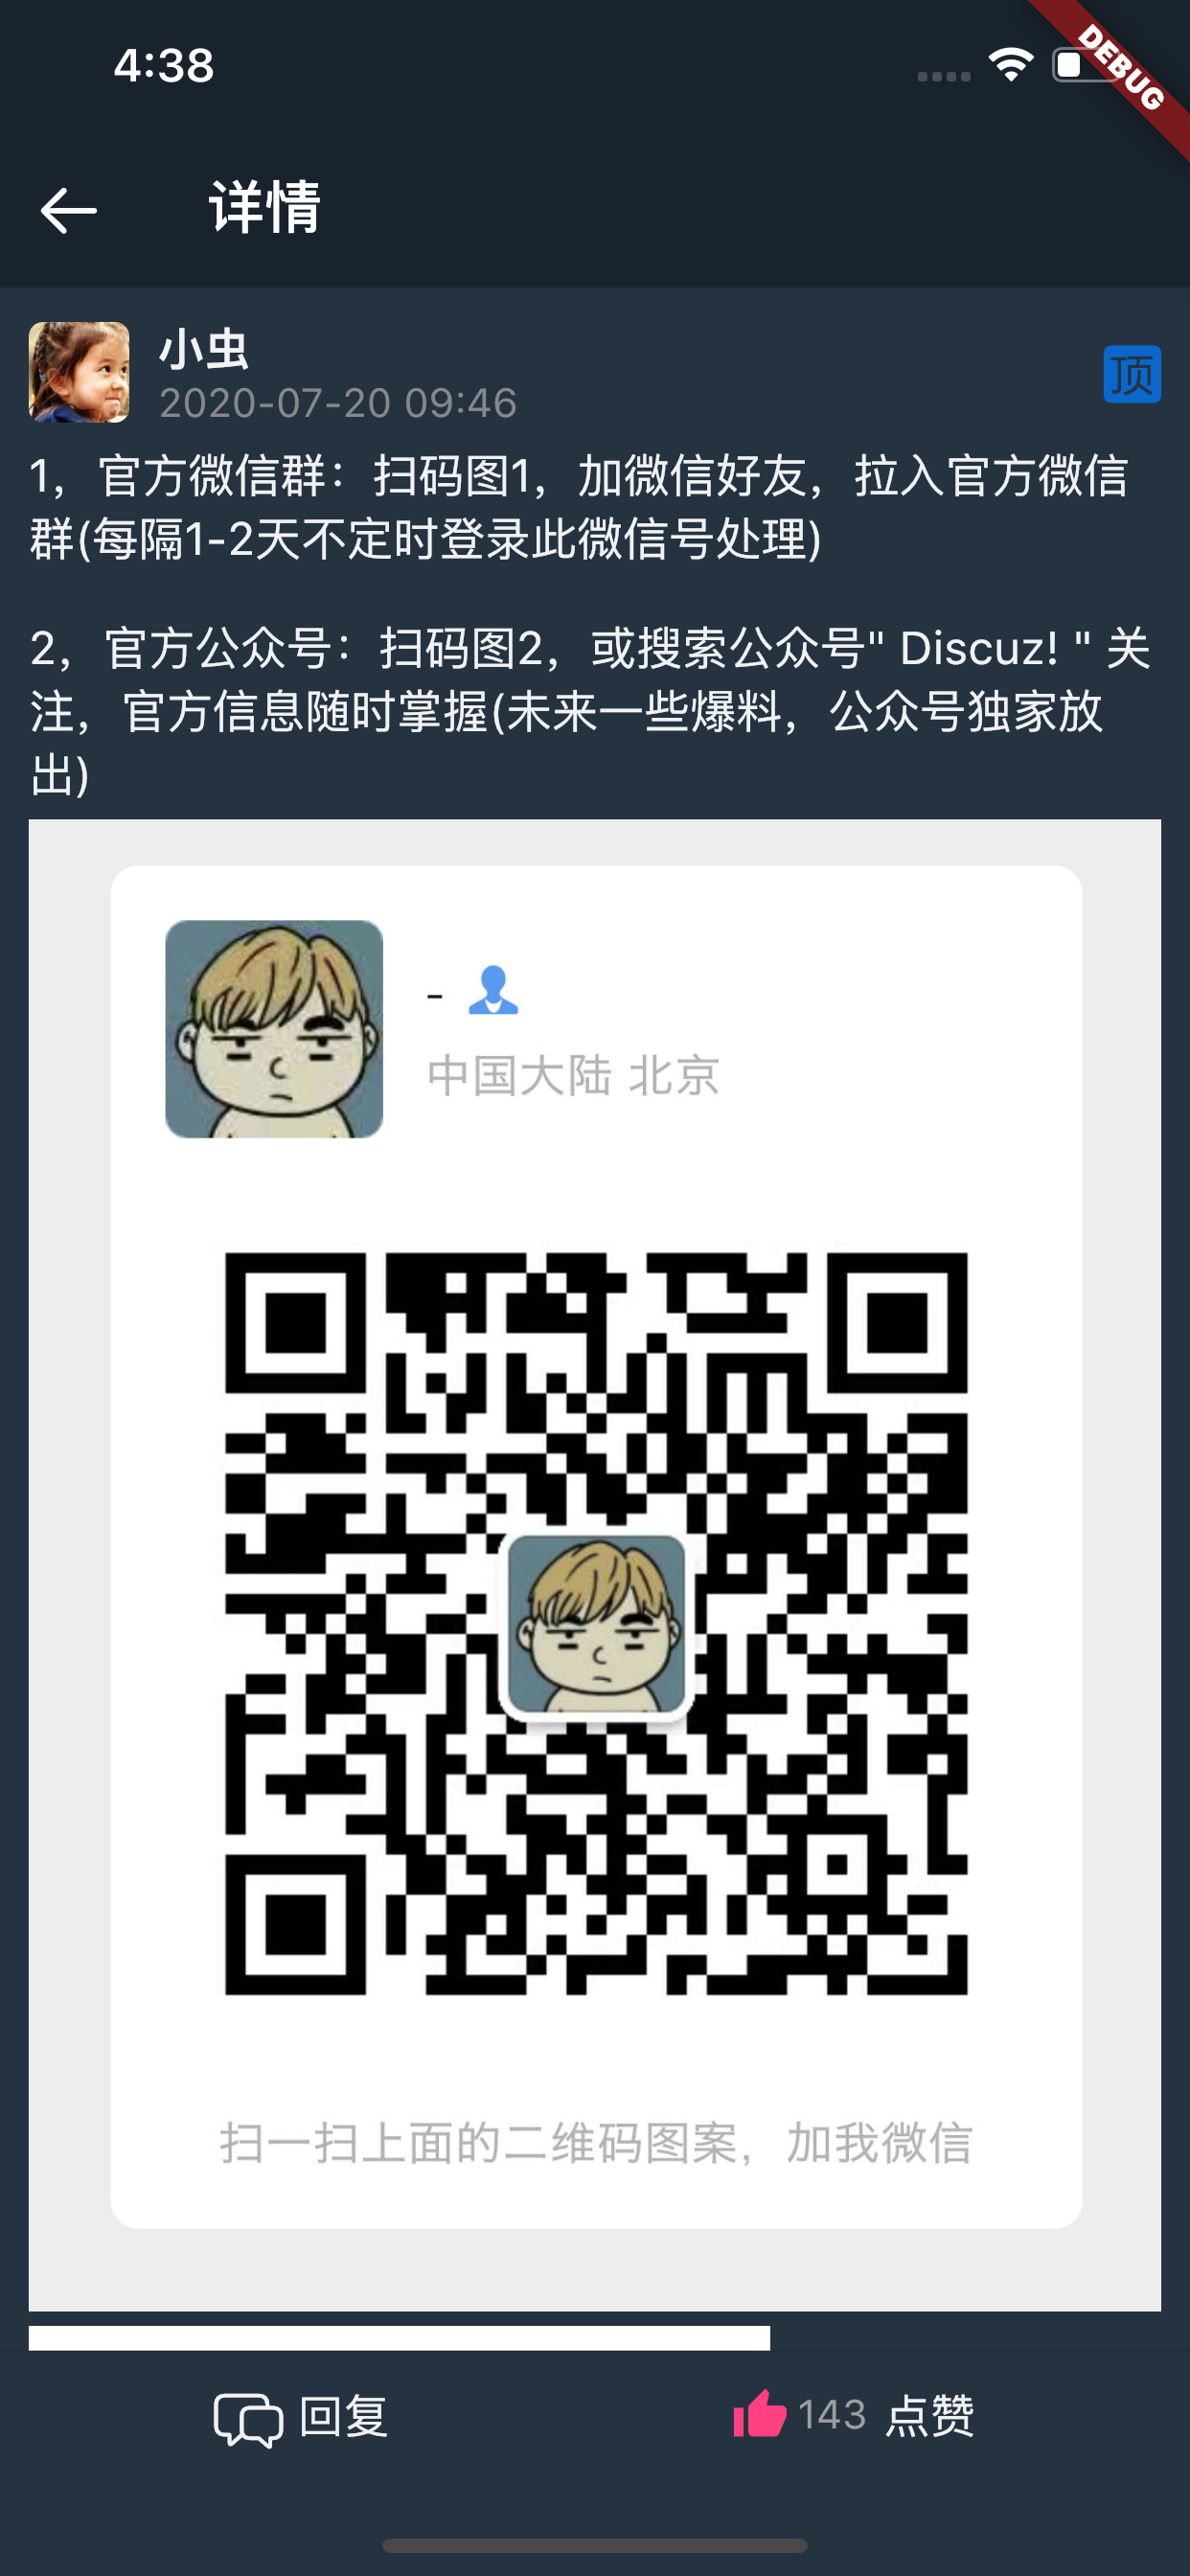 4:38
DEBUG
详情
小虫
2020-07-20 09:46
顶
1，官方微信群：扫码图1，加微信好友，拉入官方微信
群(每隔1-2天不定时登录此微信号处理)
2，官方公众号：扫码图2，或搜索公众号" Discuz! " 关
注，官方信息随时掌握(未来一些爆料，公众号独家放
出)
-
中国大陆 北京
扫一扫上面的二维码图案，加我微信
回复
143 点赞